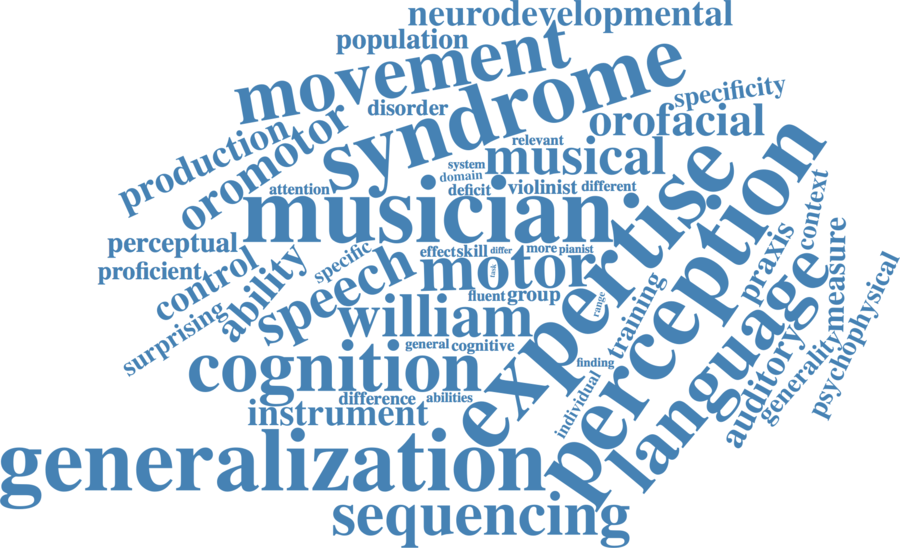 neurodevelopmental
population
movement
syndrome
disorder
specificity
orofacial
production
oromotor
relevant
musical
system
domain
attention
deficit
violinist
different
musician
expertise
perception
context
perceptual
proficient
control
ability
surprising
specific
speech
effect
skill
differ
more
pianist
motor
task
fluent
group
range
training
praxis
measure
language
psychophysical
william
general
cognitive
cognition
finding
individual
auditory
generality
difference
abilities
instrument
generalization
sequencing